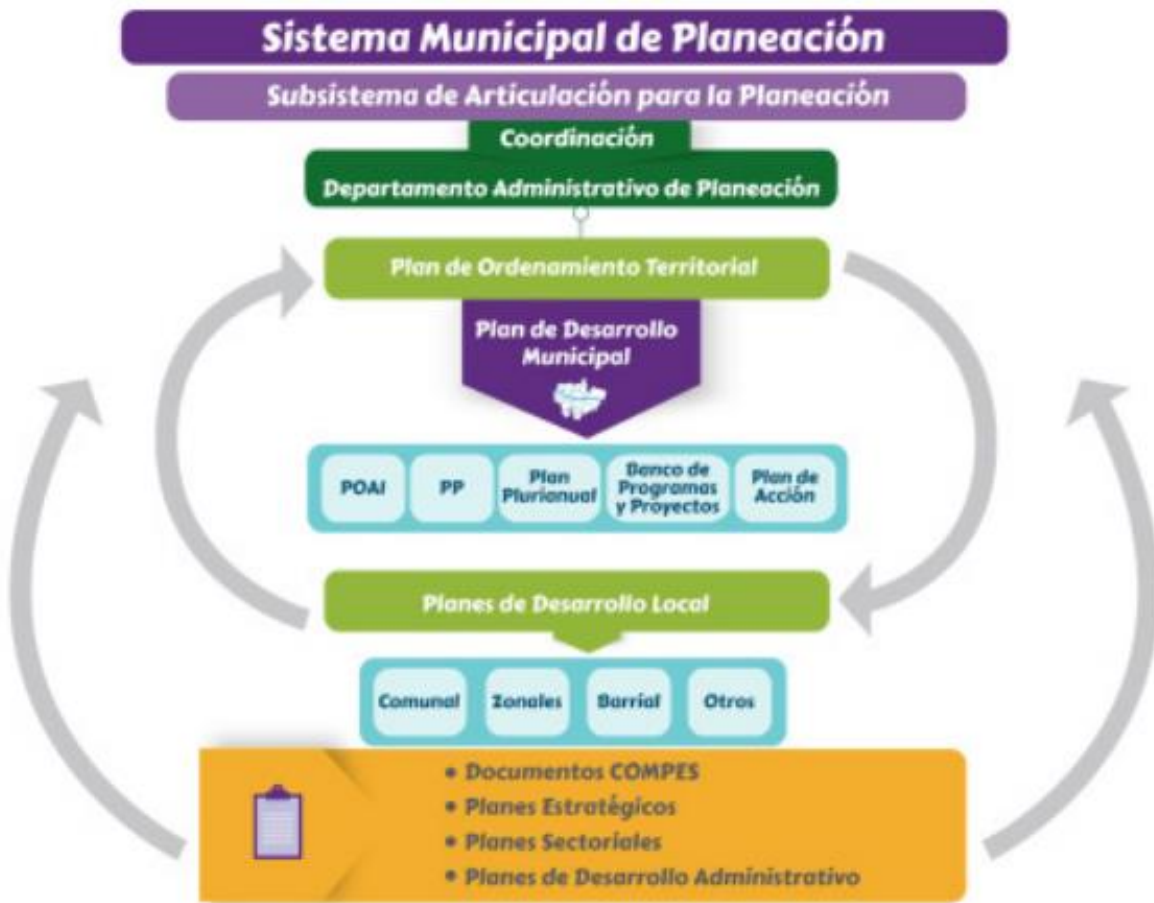 Sistema Municipal de Planeación
Subsistema de Articulación para la Planeación
Coordinación
Departamento Administrativo de Planeación
Plan de Ordenamiento Territorial
Plan de Desarrollo
Municipal
POAI
PP
Plan
Plurianual
Banco de
Programas
y Proyectos
Plan de
Acción
Planes de Desarrollo Local
Comunal
Zonales
Barrial
Otros
• Documentos COMPES
• Planes Estratégicos
• Planes Sectoriales
• Planes de Desarrollo Administrativo